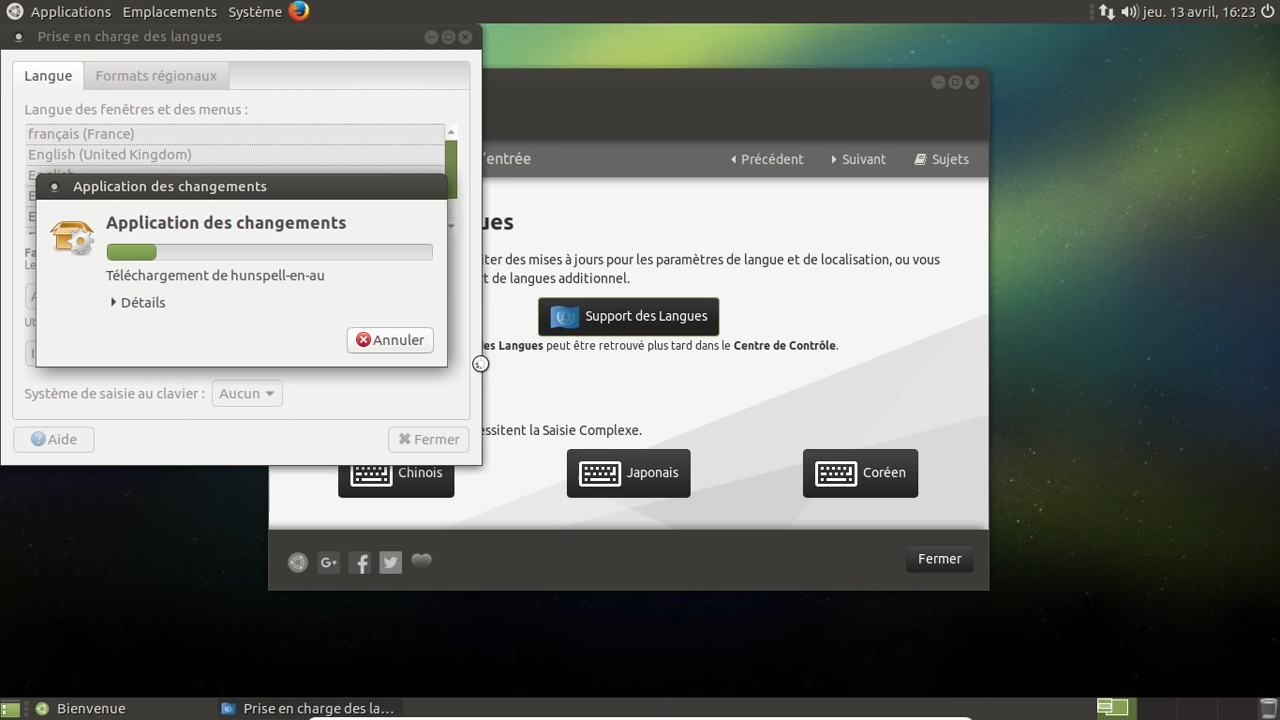 Applications Emplacements Système jeu. 13 avril, 16:23
Prise en charge des langues
Langue Formats régionaux
Langue des fenêtres et des menus :
français (France)
English (United Kingdom)
Application des changements
Application des changements
Téléchargement de hunspell-en-au
Détails
Annuler
Système de saisie au clavier : Aucun
Aide Fermer
'entrée Précédent Suivant Sujets
ues
ter des mises à jours pour les paramètres de langue et de localisation, ou vous
t de langues additionnel.
Support des Langues
es Langues peut être retrouvé plus tard dans le Centre de Contrôle.
essitent la Saisie Complexe.
Chinois Japonais Coréen
G+ Fermer
Bienvenue Prise en charge des la...